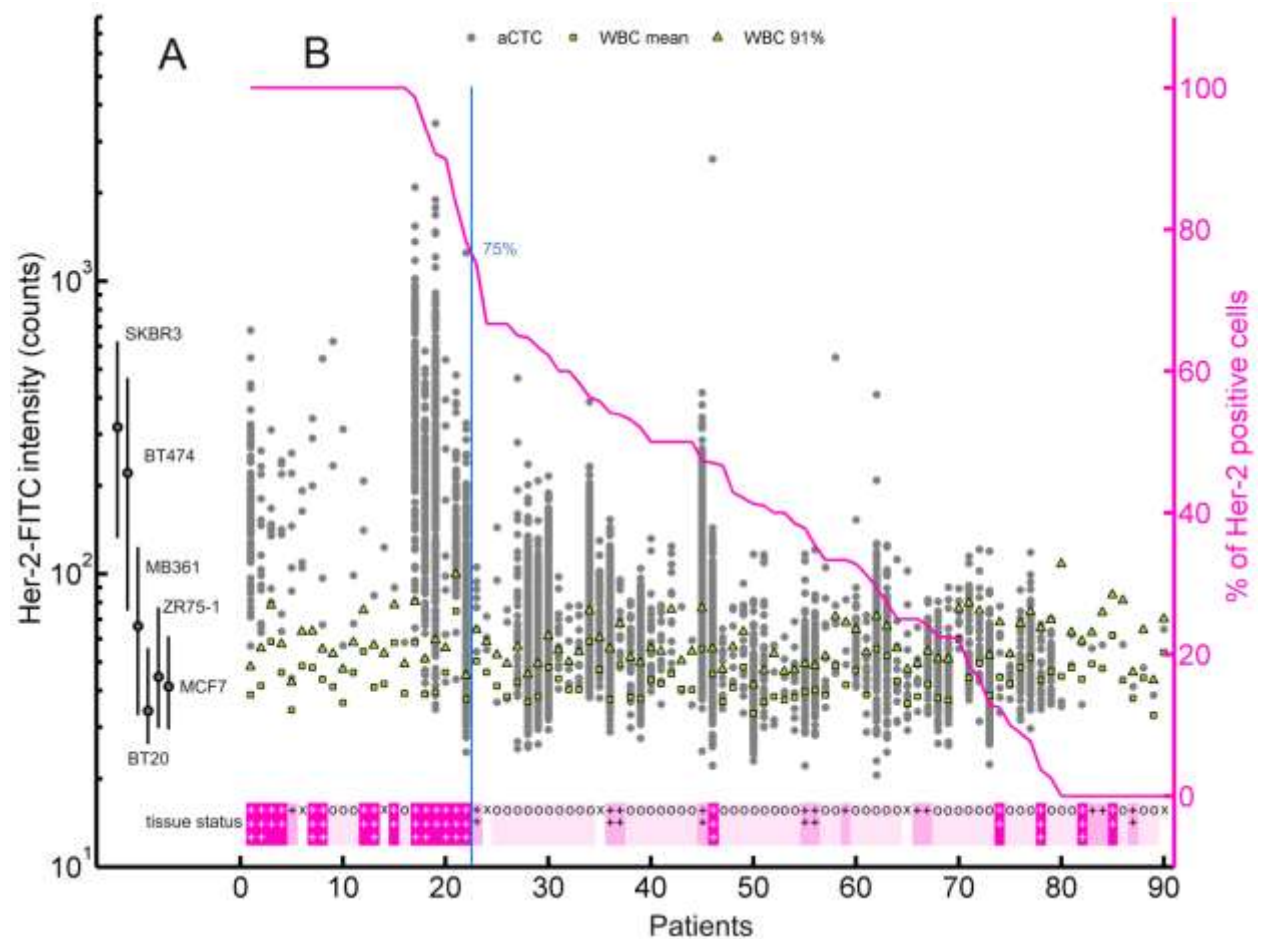 A
B
aCTC WBC mean WBC 91%
Her-2-FITC intensity (counts)
10³
10²
10¹
SKBR3
BT474
MB361
ZR75-1
MCF7
BT20
75%
100
80
60
40
20
0
% of Her-2 positive cells
tissue status
0 10 20 30 40 50 60 70 80 90
Patients